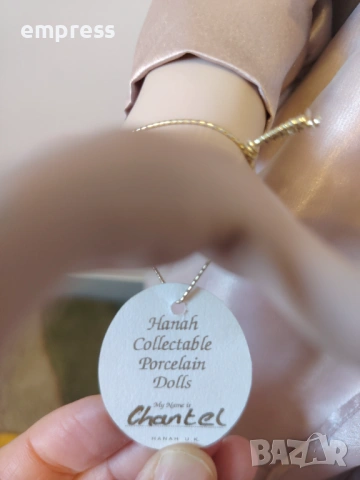 empress
Hanah
Collectable
Porcelain
Dolls
My Name is
Chantel
HANAH U.K.
BAZAR